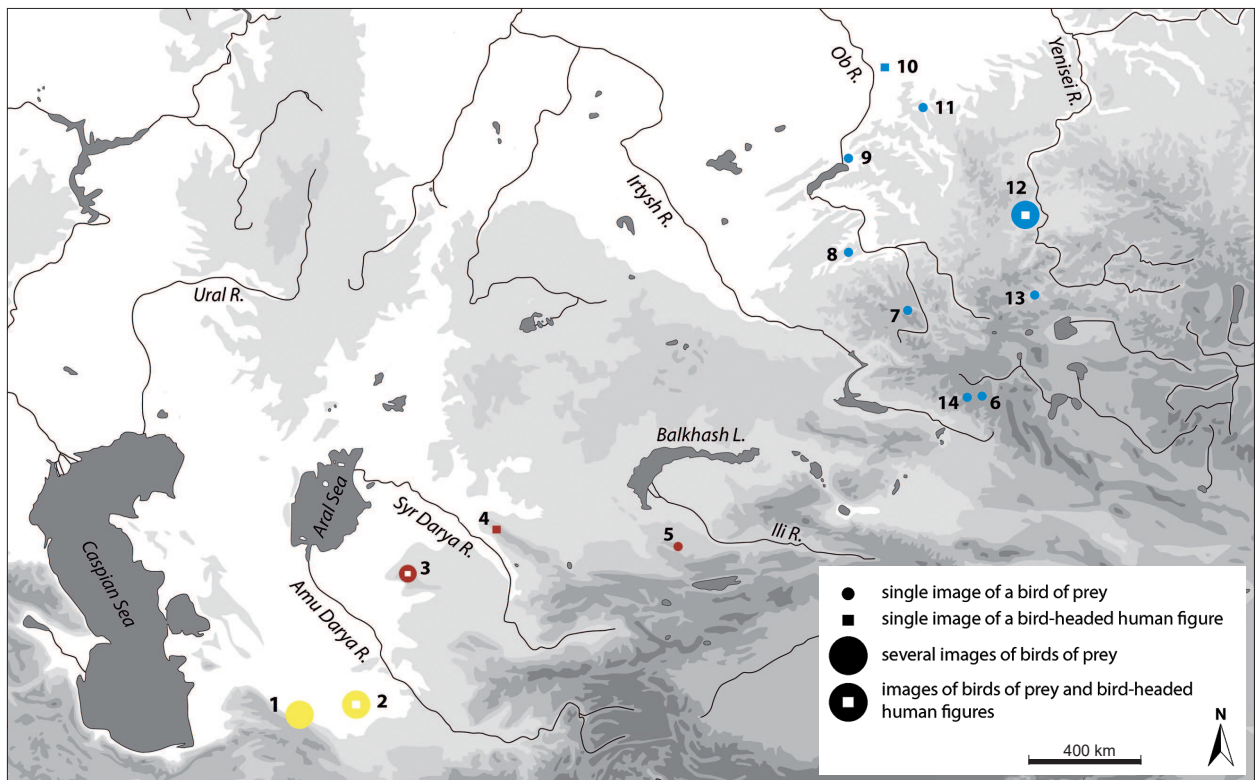 Ob R.
Yenisei R.
10
11
9
Irtysh R.
12
8
Ural R.
13
7
14
6
Balkhash L.
Aral Sea
Syr Darya R.
4
5
Ili R.
Caspian Sea
3
Amu Darya R.
1
2
single image of a bird of prey
single image of a bird-headed human figure
several images of birds of prey
images of birds of prey and bird-headed
human figures
N
400 km